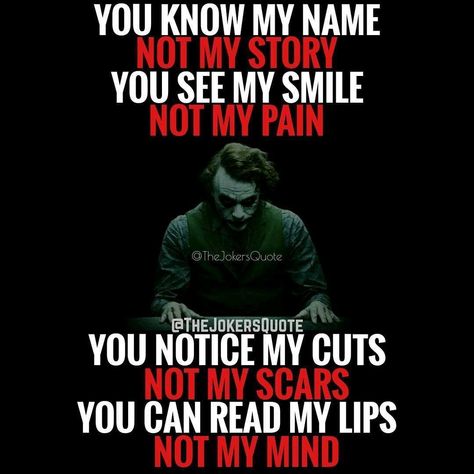 YOU KNOW MY NAME
NOT MY STORY
YOU SEE MY SMILE
NOT MY PAIN
@TheJokersQuote
@THEJOKERSQUOTE
YOU NOTICE MY CUTS
NOT MY SCARS
YOU CAN READ MY LIPS
NOT MY MIND